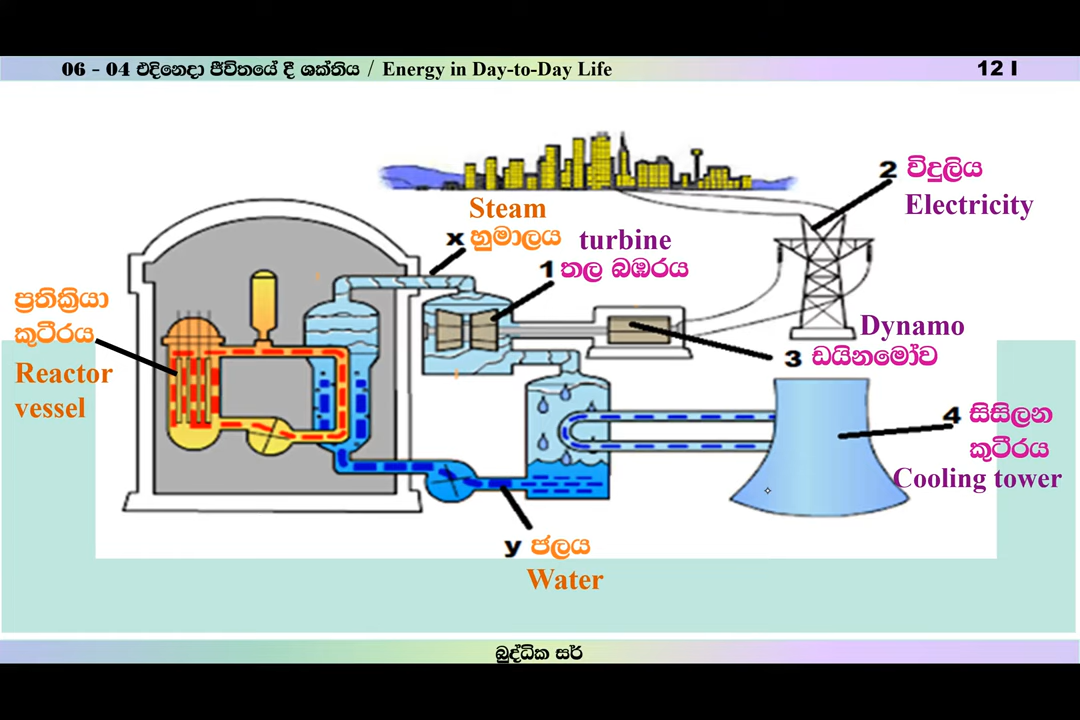 06 - 04 එදිනෙදා ජීවිතයේ දී ශක්තිය / Energy in Day-to-Day Life
12 I
2 විදුලිය
Electricity
Steam
x හුමාලය
turbine
1 තල බඹරය
ප්‍රතික්‍රියා
කුටීරය
Reactor
vessel
Dynamo
3 ඩයිනමෝව
4 සිසිලන
කුටීරය
Cooling tower
y ජලය
Water
බුද්ධික සර්